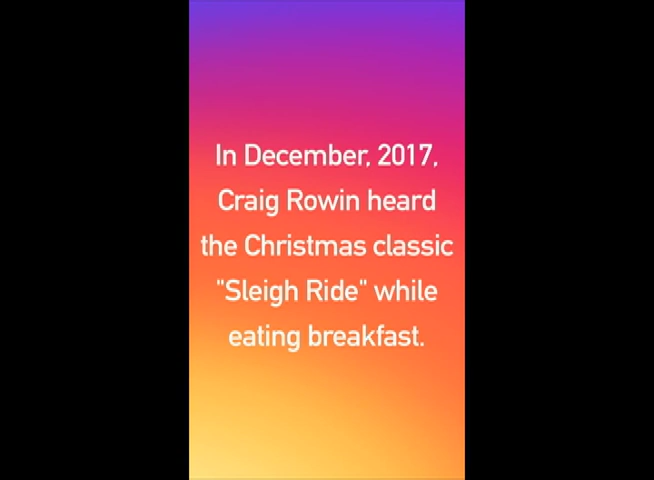 In December, 2017,
Craig Rowin heard
the Christmas classic
"Sleigh Ride" while
eating breakfast.